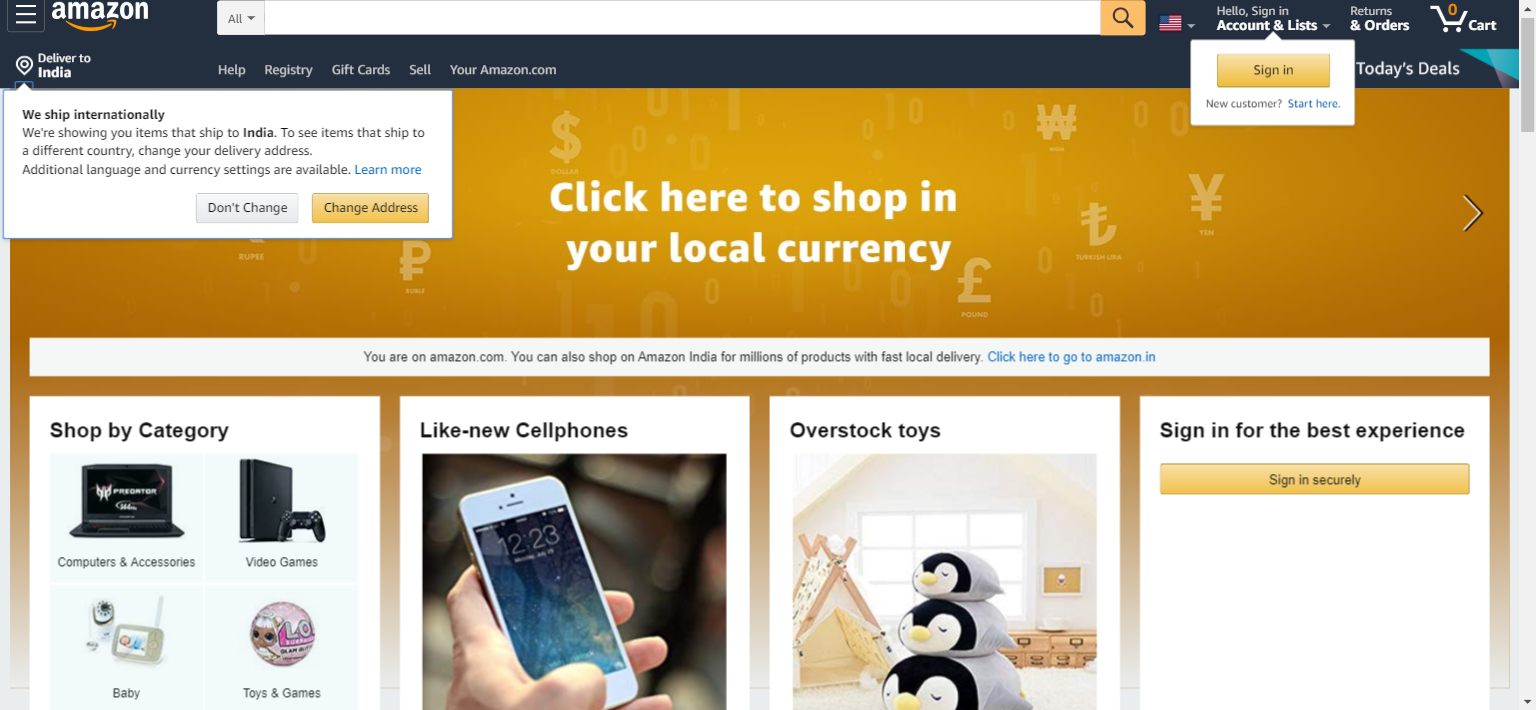 amazon
All
Hello, Sign in
Account & Lists
Returns
& Orders
0
Cart
Deliver to
India
Help
Registry
Gift Cards
Sell
Your Amazon.com
Today's Deals
Sign in
New customer? Start here.
We ship internationally
We're showing you items that ship to India. To see items that ship to
a different country, change your delivery address.
Additional language and currency settings are available. Learn more
Don't Change
Change Address
Click here to shop in
your local currency
DOLLAR
WON
RUPEE
RUBLE
POUND
TURKISH LIRA
YEN
You are on amazon.com. You can also shop on Amazon India for millions of products with fast local delivery. Click here to go to amazon.in
Shop by Category
PREDATOR
Computers & Accessories
Video Games
Baby
Toys & Games
Like-new Cellphones
12:23
Overstock toys
Sign in for the best experience
Sign in securely